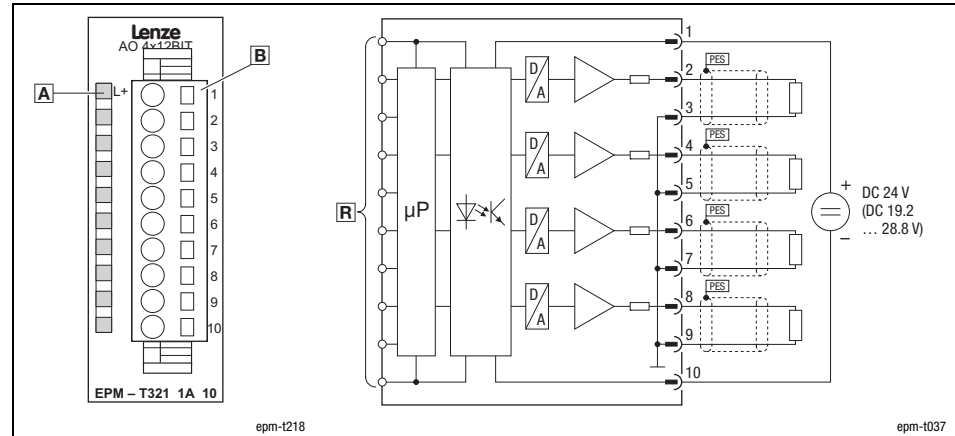 Lenze
AO 4x12BIT
A
B
L+
1
2
3
4
5
6
7
8
9
10
EPM – T321 1A 10
epm-t218
R
µP
D
A
D
A
D
A
D
A
1
2
3
4
5
6
7
8
9
10
PES
PES
PES
PES
+
DC 24 V
(DC 19.2
... 28.8 V)
–
epm-t037